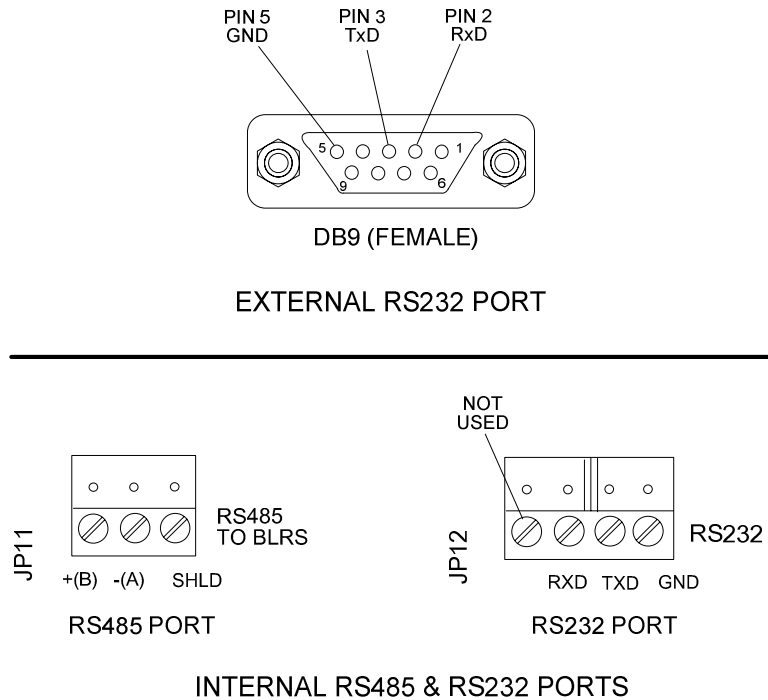 PIN 5
GND
PIN 3
TxD
PIN 2
RxD
5
1
9
6
DB9 (FEMALE)
EXTERNAL RS232 PORT
NOT
USED
JP11
RS485
TO BLRS
+(B) -(A) SHLD
RS485 PORT
JP12
RS232
RXD TXD GND
RS232 PORT
INTERNAL RS485 & RS232 PORTS